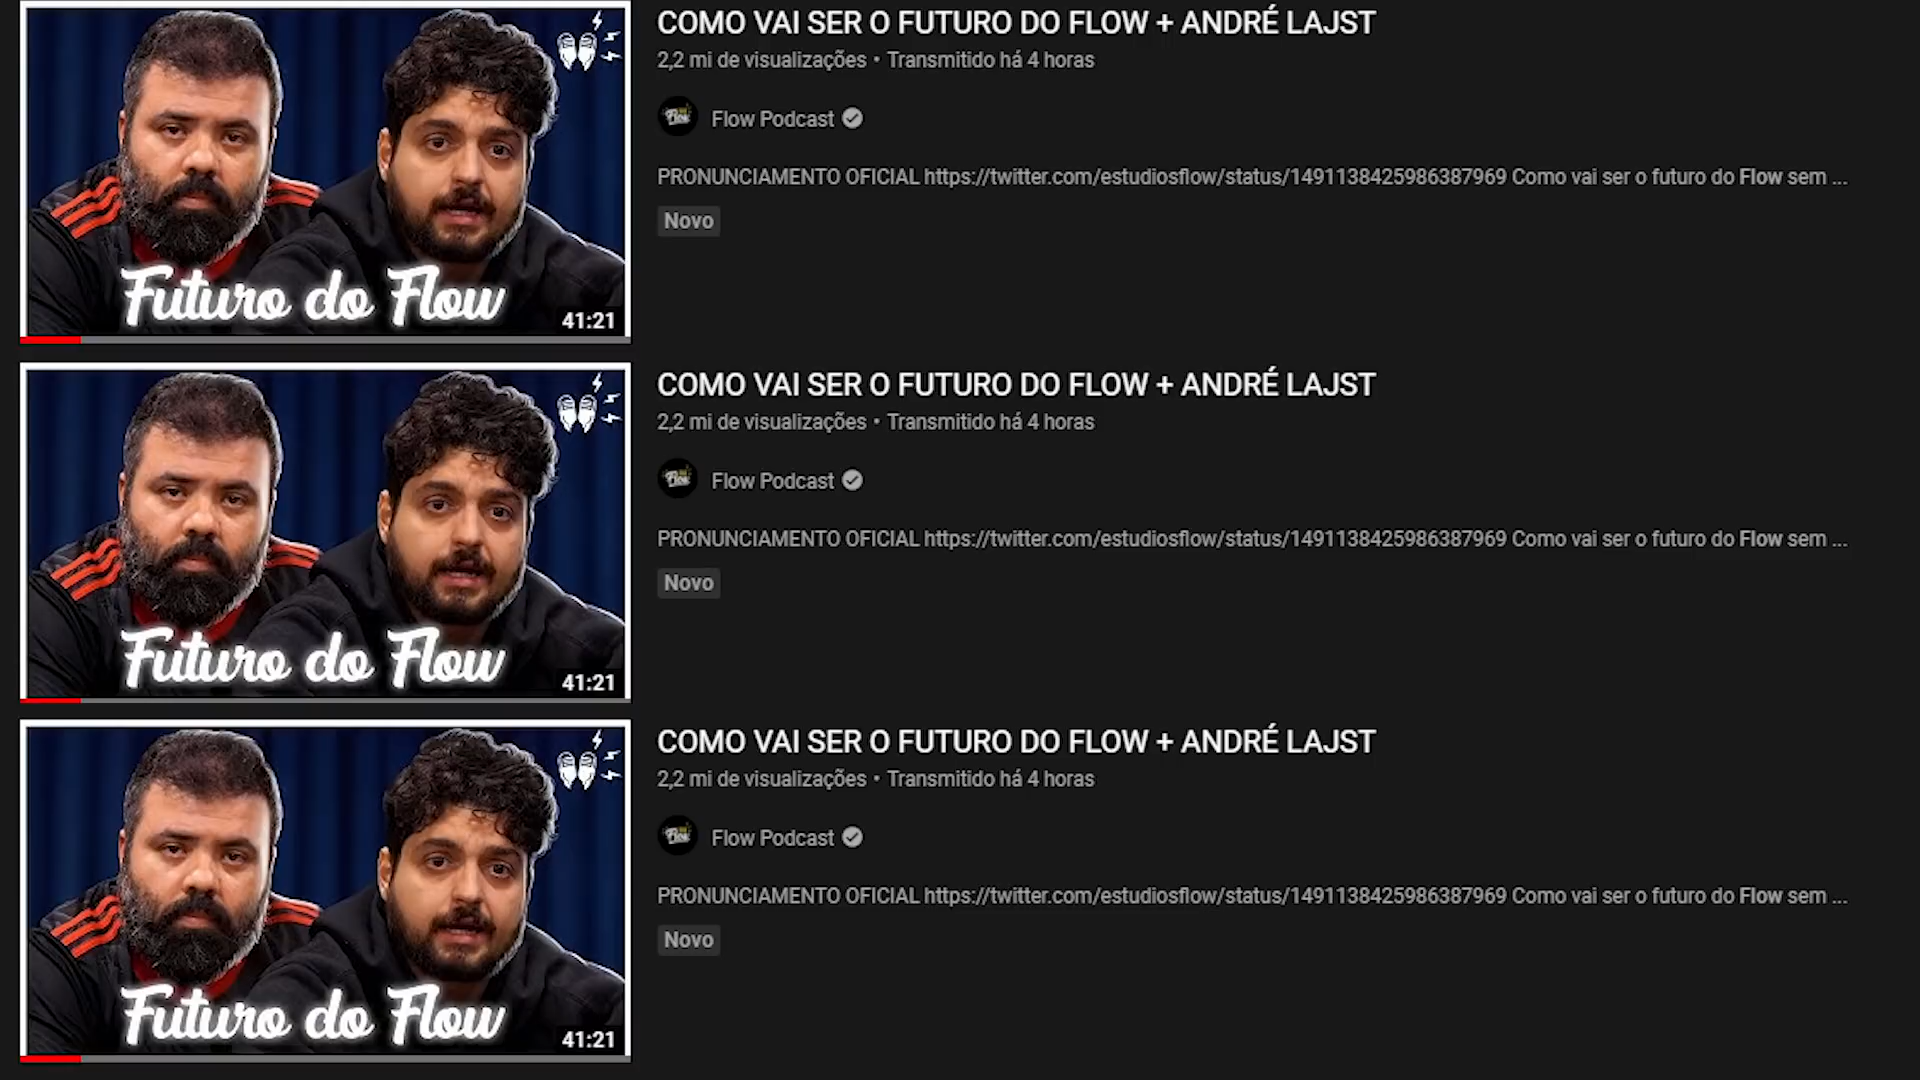 COMO VAI SER O FUTURO DO FLOW + ANDRÉ LAJST
2,2 mi de visualizações • Transmitido há 4 horas
Flow
Flow Podcast
PRONUNCIAMENTO OFICIAL https://twitter.com/estudiosflow/status/1491138425986387969 Como vai ser o futuro do Flow sem ...
Novo
Futuro do Flow
41:21
COMO VAI SER O FUTURO DO FLOW + ANDRÉ LAJST
2,2 mi de visualizações • Transmitido há 4 horas
Flow
Flow Podcast
PRONUNCIAMENTO OFICIAL https://twitter.com/estudiosflow/status/1491138425986387969 Como vai ser o futuro do Flow sem ...
Novo
Futuro do Flow
41:21
COMO VAI SER O FUTURO DO FLOW + ANDRÉ LAJST
2,2 mi de visualizações • Transmitido há 4 horas
Flow
Flow Podcast
PRONUNCIAMENTO OFICIAL https://twitter.com/estudiosflow/status/1491138425986387969 Como vai ser o futuro do Flow sem ...
Novo
Futuro do Flow
41:21